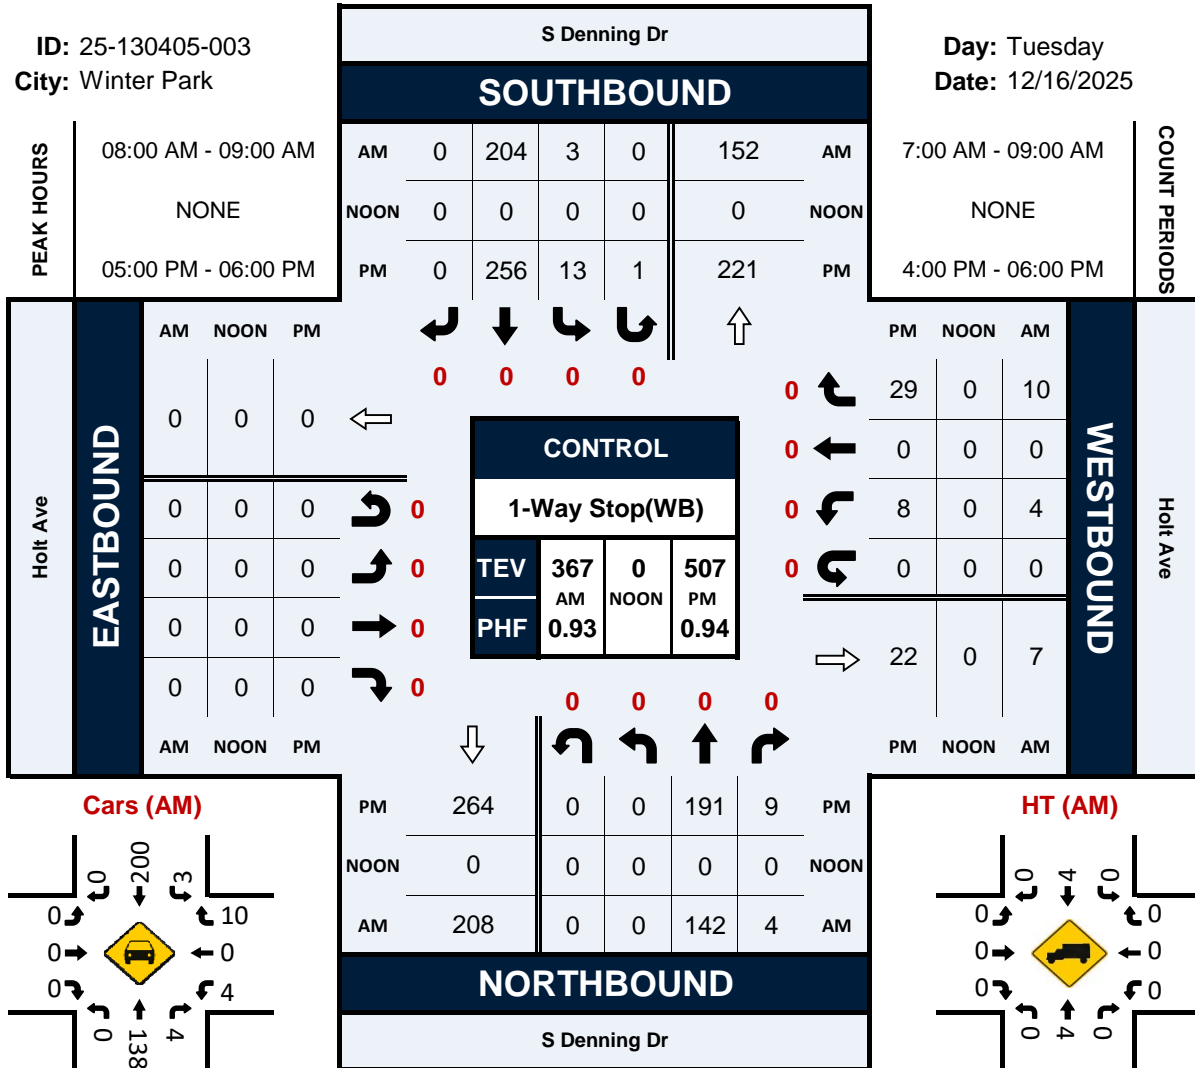 S Denning Dr
ID: 25-130405-003
City: Winter Park
Day: Tuesday
Date: 12/16/2025
SOUTHBOUND
PEAK HOURS
08:00 AM - 09:00 AM
NONE
05:00 PM - 06:00 PM
AM 0 204 3 0 152 AM
NOON 0 0 0 0 0 NOON
PM 0 256 13 1 221 PM
7:00 AM - 09:00 AM
NONE
4:00 PM - 06:00 PM
COUNT PERIODS
0 0 0 0
Holt Ave
EASTBOUND
AM NOON PM
0 0 0
0 0 0 0
0 0 0 0
0 0 0 0
0 0 0 0
AM NOON PM
CONTROL
1-Way Stop(WB)
TEV 367 0 507
AM NOON PM
PHF 0.93 0.94
PM NOON AM
0 29 0 10
0 0 0 0
0 8 0 4
0 0 0 0
22 0 7
PM NOON AM
WESTBOUND
Holt Ave
0 0 0 0
PM 264 0 0 191 9 PM
NOON 0 0 0 0 0 NOON
AM 208 0 0 142 4 AM
NORTHBOUND
S Denning Dr
Cars (AM)
0 200 3
0 10
0 0
0 4
0 138 4
HT (AM)
0 4 0
0 0
0 0
0 0
0 4 0